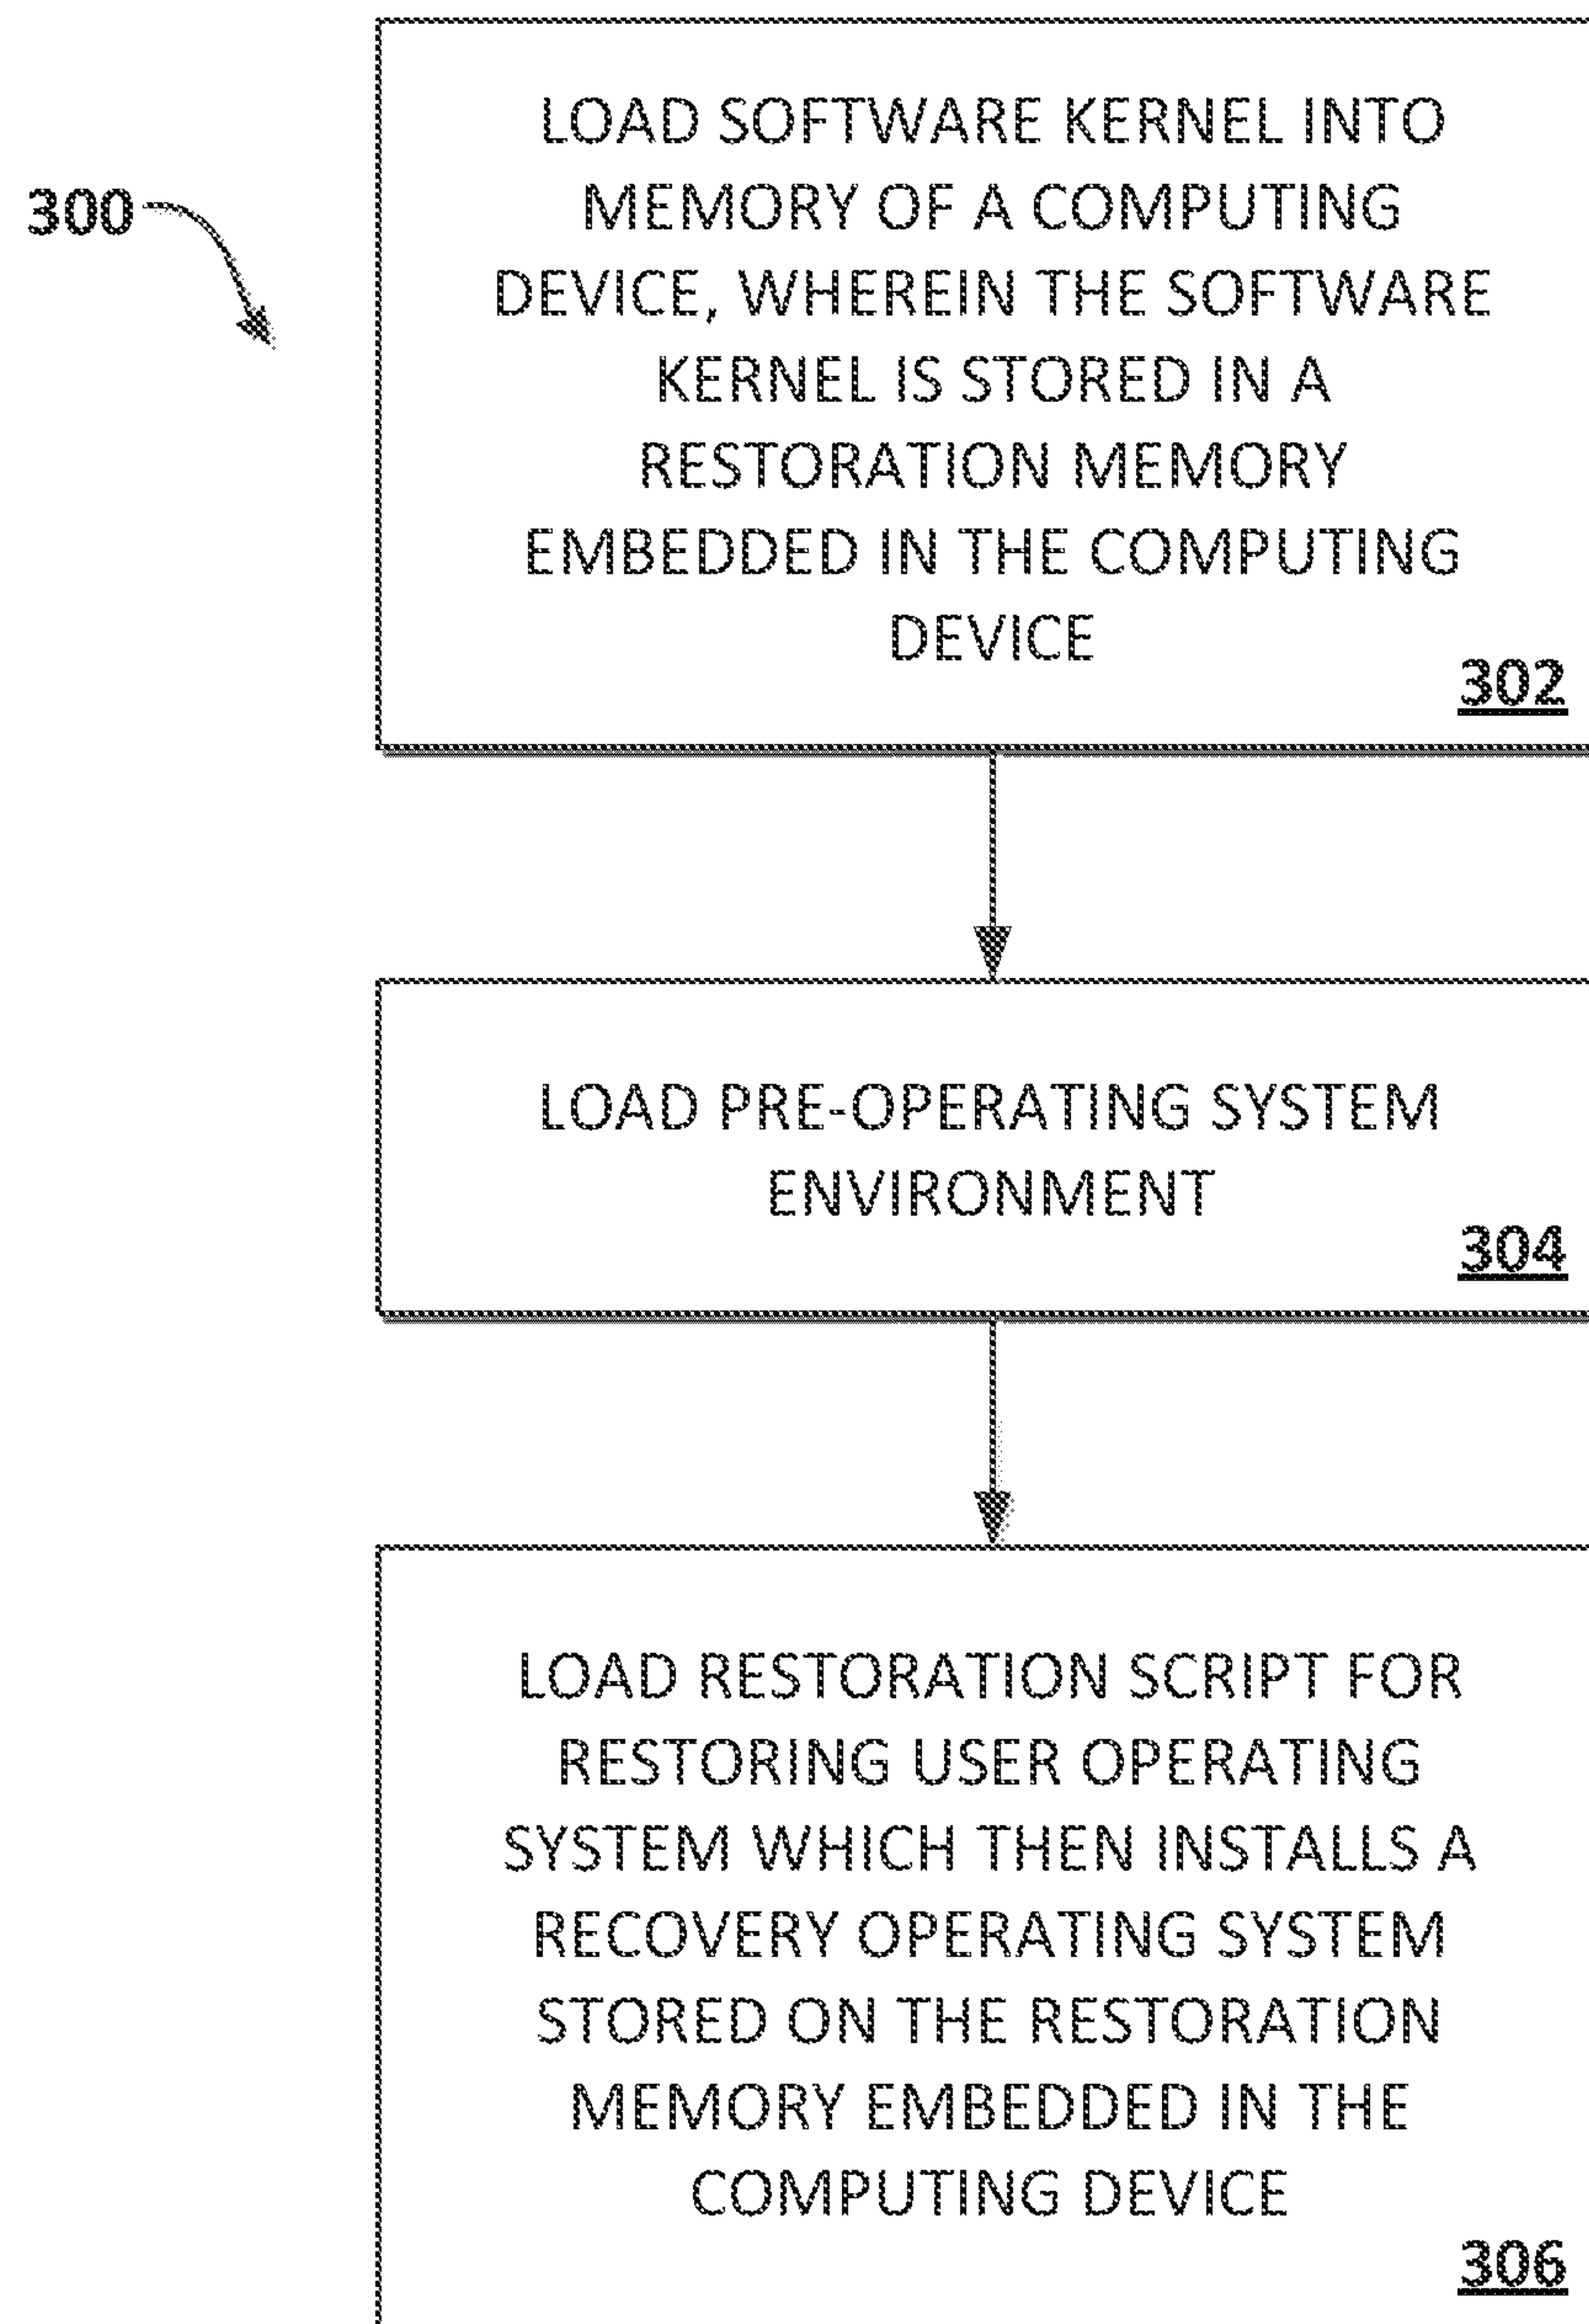 300
LOAD SOFTWARE KERNEL INTO
MEMORY OF A COMPUTING
DEVICE, WHEREIN THE SOFTWARE
KERNEL IS STORED IN A
RESTORATION MEMORY
EMBEDDED IN THE COMPUTING
DEVICE
302
LOAD PRE-OPERATING SYSTEM
ENVIRONMENT
304
LOAD RESTORATION SCRIPT FOR
RESTORING USER OPERATING
SYSTEM WHICH THEN INSTALLS A
RECOVERY OPERATING SYSTEM
STORED ON THE RESTORATION
MEMORY EMBEDDED IN THE
COMPUTING DEVICE
306